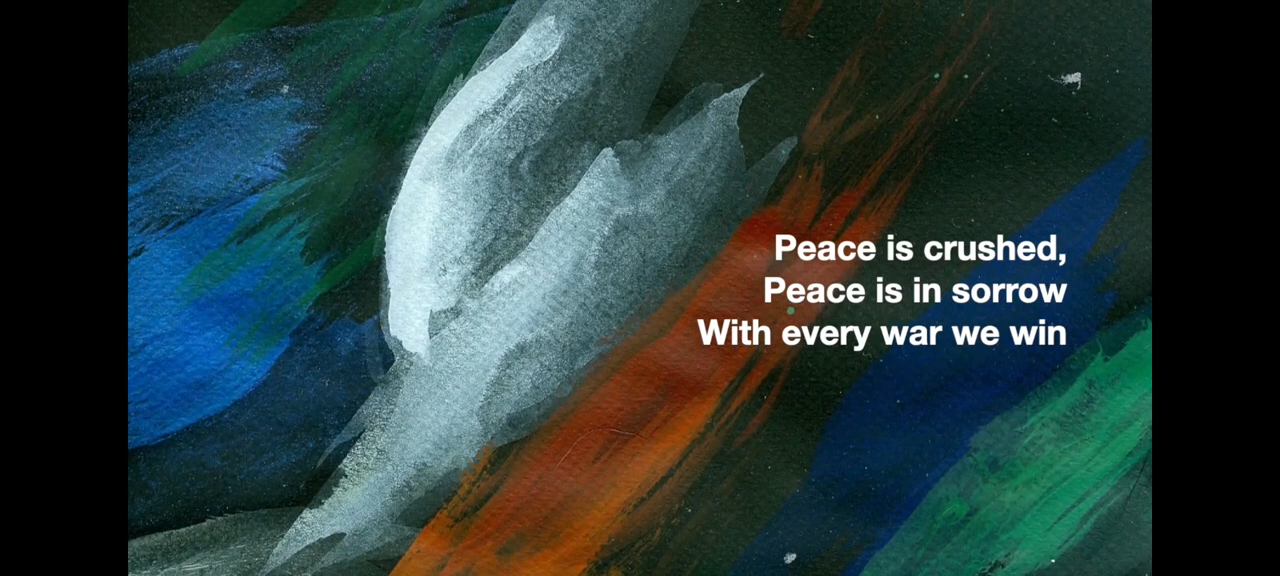 Peace is crushed,
Peace is in sorrow
With every war we win